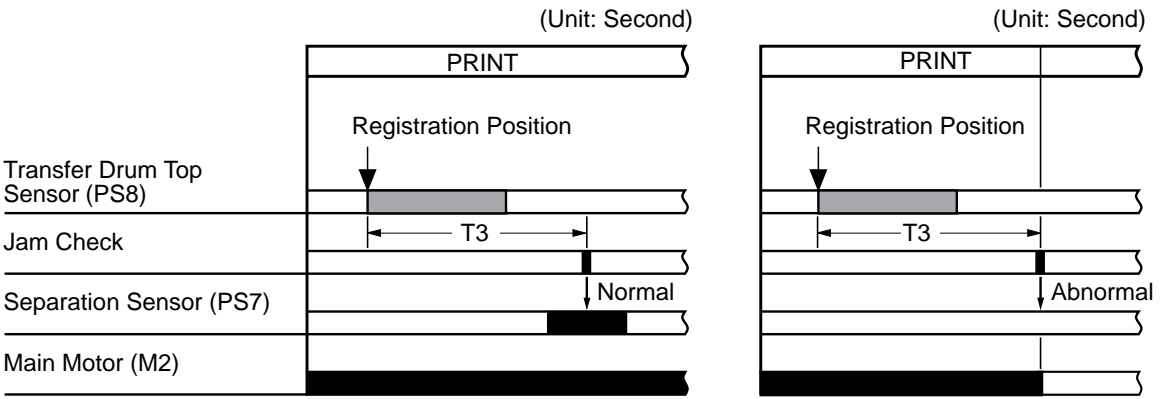 (Unit: Second)
(Unit: Second)
PRINT
PRINT
Registration Position
Registration Position
Transfer Drum Top
Sensor (PS8)
T3
T3
Jam Check
Normal
Abnormal
Separation Sensor (PS7)
Main Motor (M2)